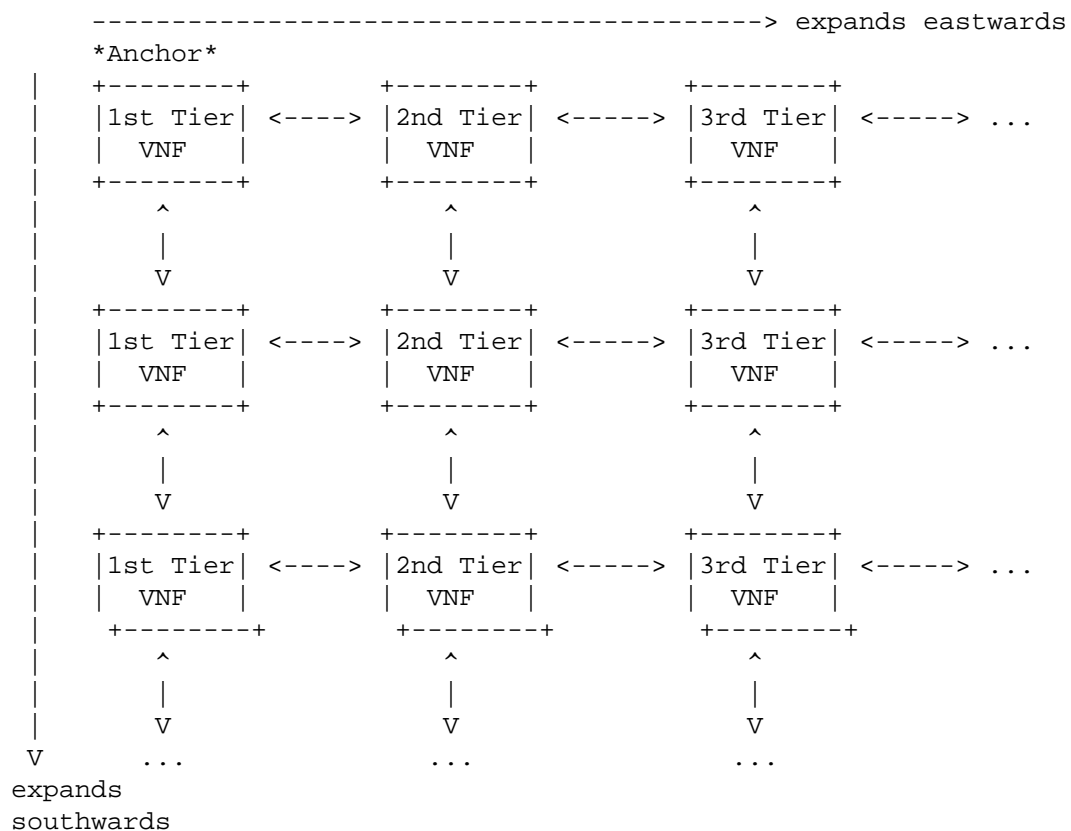 -------------------------------------------> expands eastwards
*Anchor*
|   +--------+         +--------+          +--------+
|   |1st Tier| <----> |2nd Tier| <-----> |3rd Tier| <-----> ...
|   |  VNF   |         |  VNF   |          |  VNF   |
|   +--------+         +--------+          +--------+
|       ^                  ^                   ^
|       |                  |                   |
|       V                  V                   V
|   +--------+         +--------+          +--------+
|   |1st Tier| <----> |2nd Tier| <-----> |3rd Tier| <-----> ...
|   |  VNF   |         |  VNF   |          |  VNF   |
|   +--------+         +--------+          +--------+
|       ^                  ^                   ^
|       |                  |                   |
|       V                  V                   V
|   +--------+         +--------+          +--------+
|   |1st Tier| <----> |2nd Tier| <-----> |3rd Tier| <-----> ...
|   |  VNF   |         |  VNF   |          |  VNF   |
|    +--------+         +--------+          +--------+
|       ^                  ^                   ^
|       |                  |                   |
|       V                  V                   V
V      ...                ...                 ...
expands
southwards